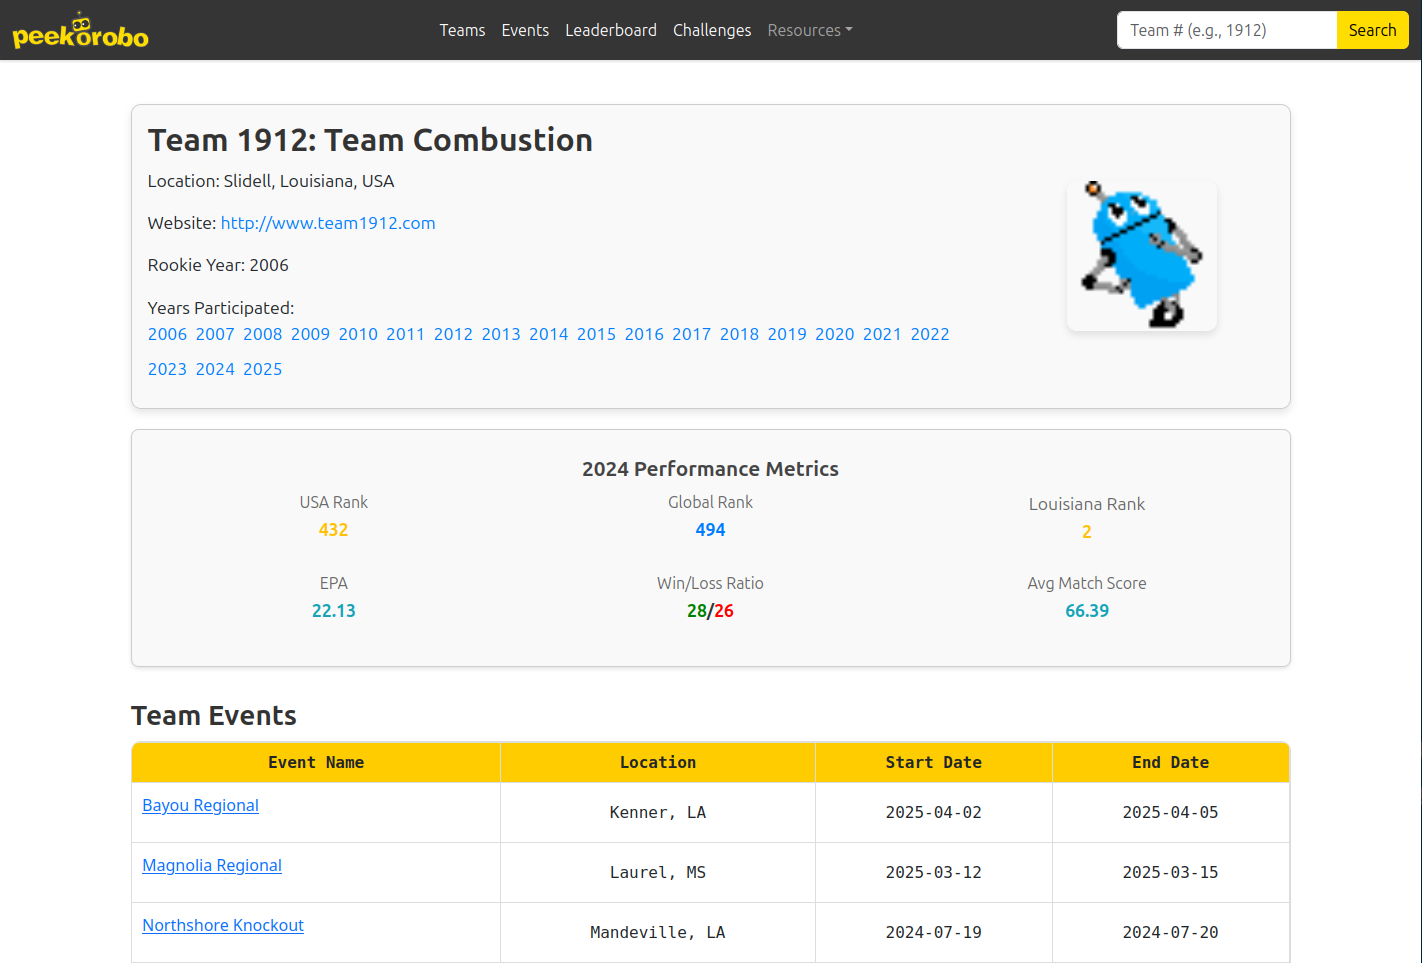 peekorobo
Teams Events Leaderboard Challenges Resources
Team # (e.g., 1912) Search
Team 1912: Team Combustion
Location: Slidell, Louisiana, USA
Website: http://www.team1912.com
Rookie Year: 2006
Years Participated:
2006 2007 2008 2009 2010 2011 2012 2013 2014 2015 2016 2017 2018 2019 2020 2021 2022
2023 2024 2025
2024 Performance Metrics
USA Rank Global Rank Louisiana Rank
432 494 2
EPA Win/Loss Ratio Avg Match Score
22.13 28/26 66.39
Team Events
Event Name Location Start Date End Date
Bayou Regional Kenner, LA 2025-04-02 2025-04-05
Magnolia Regional Laurel, MS 2025-03-12 2025-03-15
Northshore Knockout Mandeville, LA 2024-07-19 2024-07-20